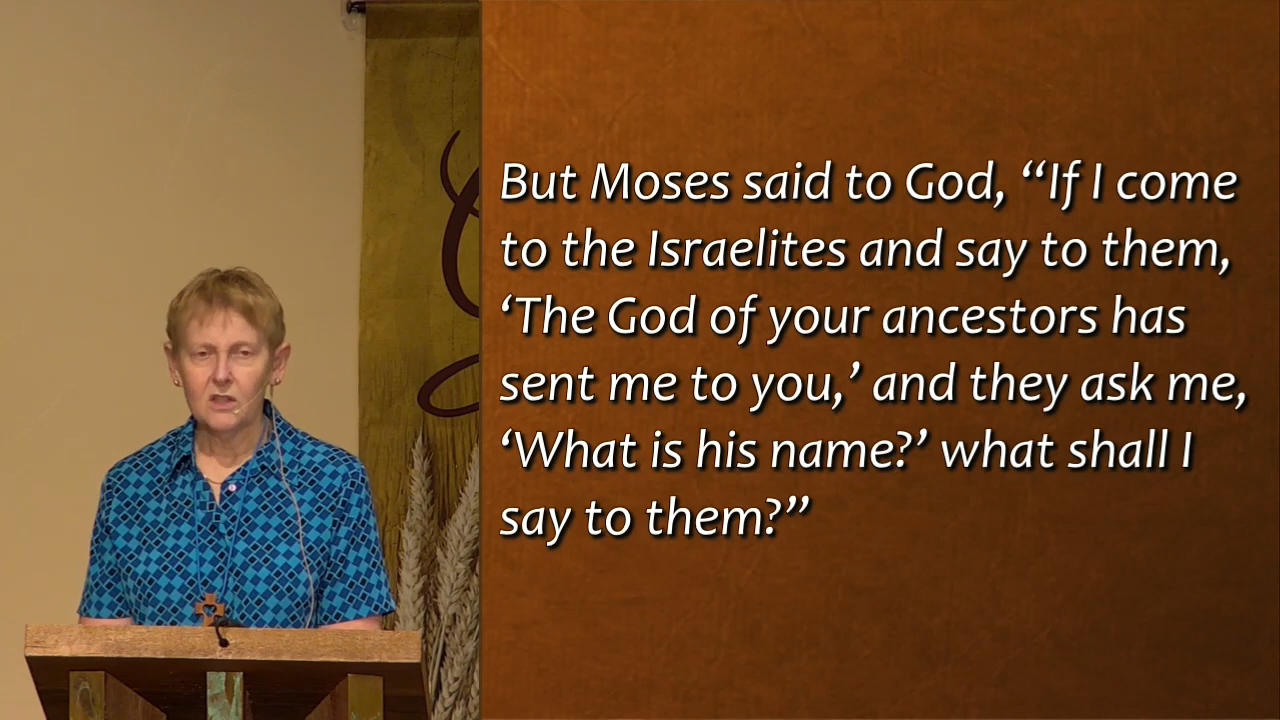 But Moses said to God, “If I come
to the Israelites and say to them,
‘The God of your ancestors has
sent me to you,’ and they ask me,
‘What is his name?’ what shall I
say to them?”